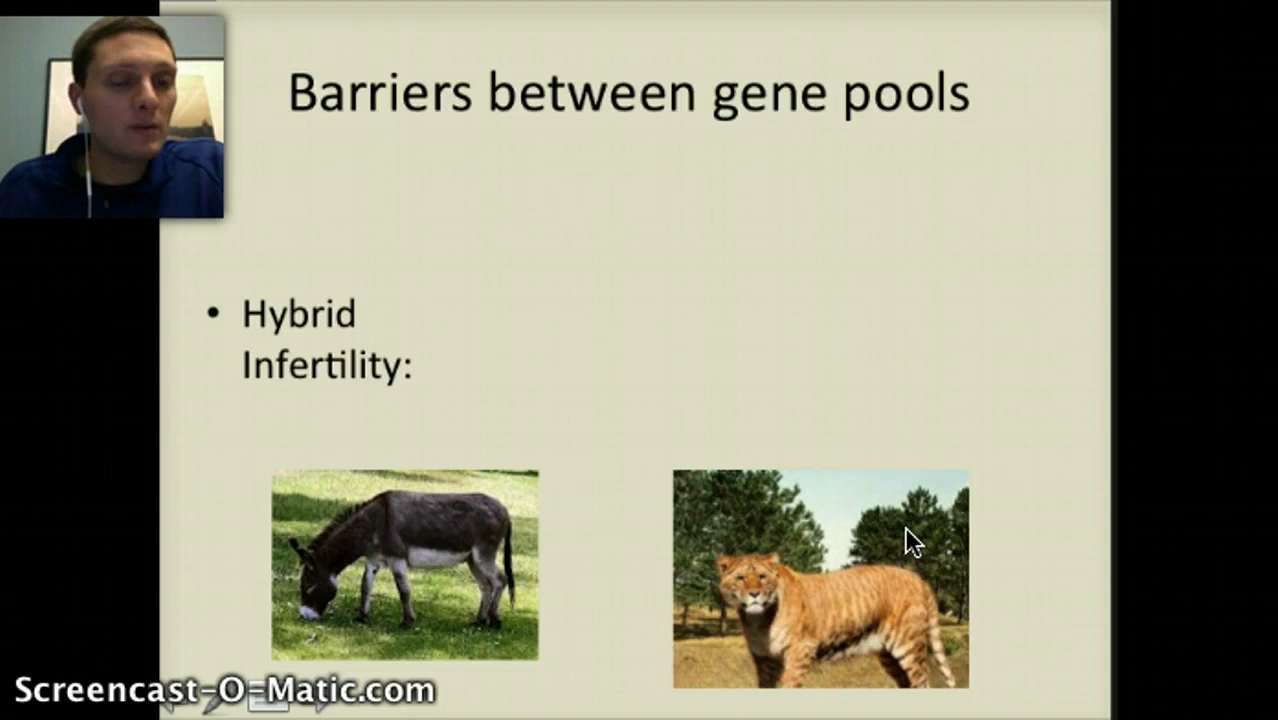 Barriers between gene pools
• Hybrid
Infertility:
Screencast-O-Matic.com